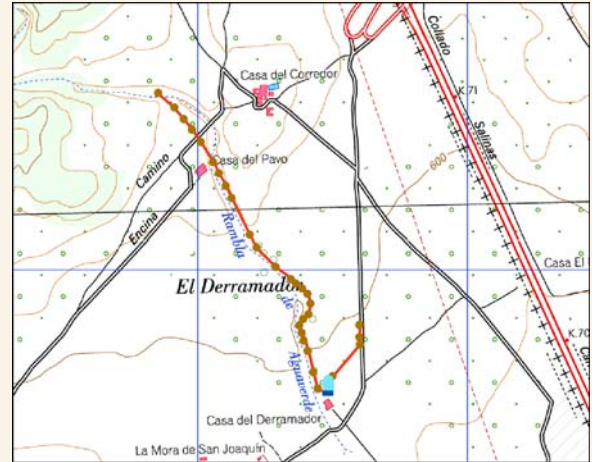 Collado
Casa del Corredor
K.71
Salinas
Casa del Pavo
600
Camino
Encina
Rambla
Casa El
El Derramador
de
Aguaverde
K.70
Casa del Derramador
La Mora de San Joaquín